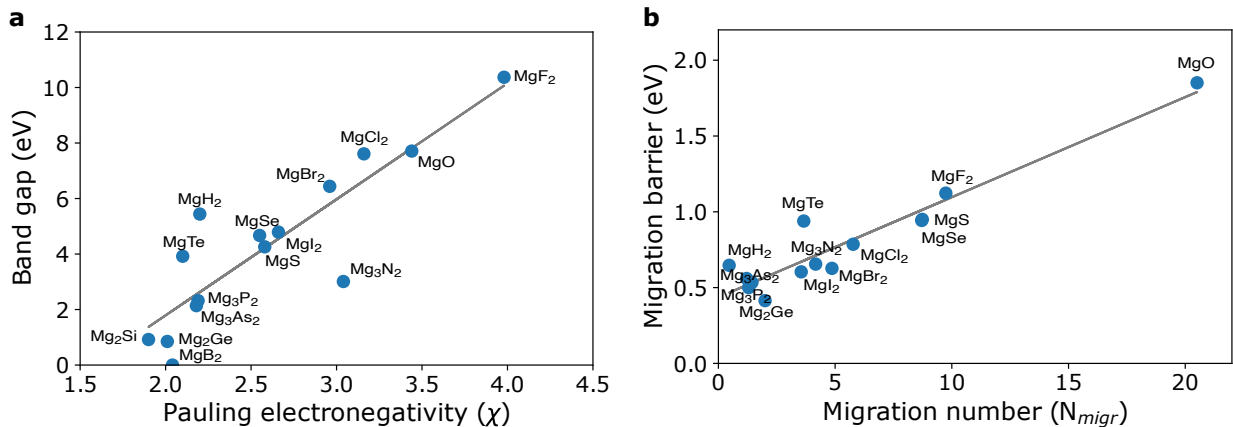 a
Band gap (eV)
12
10
8
6
4
2
0
MgF₂
MgCl₂
MgO
MgBr₂
MgH₂
MgSe
MgI₂
MgTe
MgS
Mg₃N₂
Mg₃P₂
Mg₃As₂
Mg₂Si
Mg₂Ge
MgB₂
1.5 2.0 2.5 3.0 3.5 4.0 4.5
Pauling electronegativity (χ)
b
Migration barrier (eV)
2.0
1.5
1.0
0.5
0.0
MgO
MgF₂
MgTe
MgS
MgSe
MgH₂
Mg₃N₂
MgCl₂
Mg₃As₂
MgBr₂
MgI₂
Mg₃P₂
Mg₂Ge
0 5 10 15 20
Migration number (N_migr)